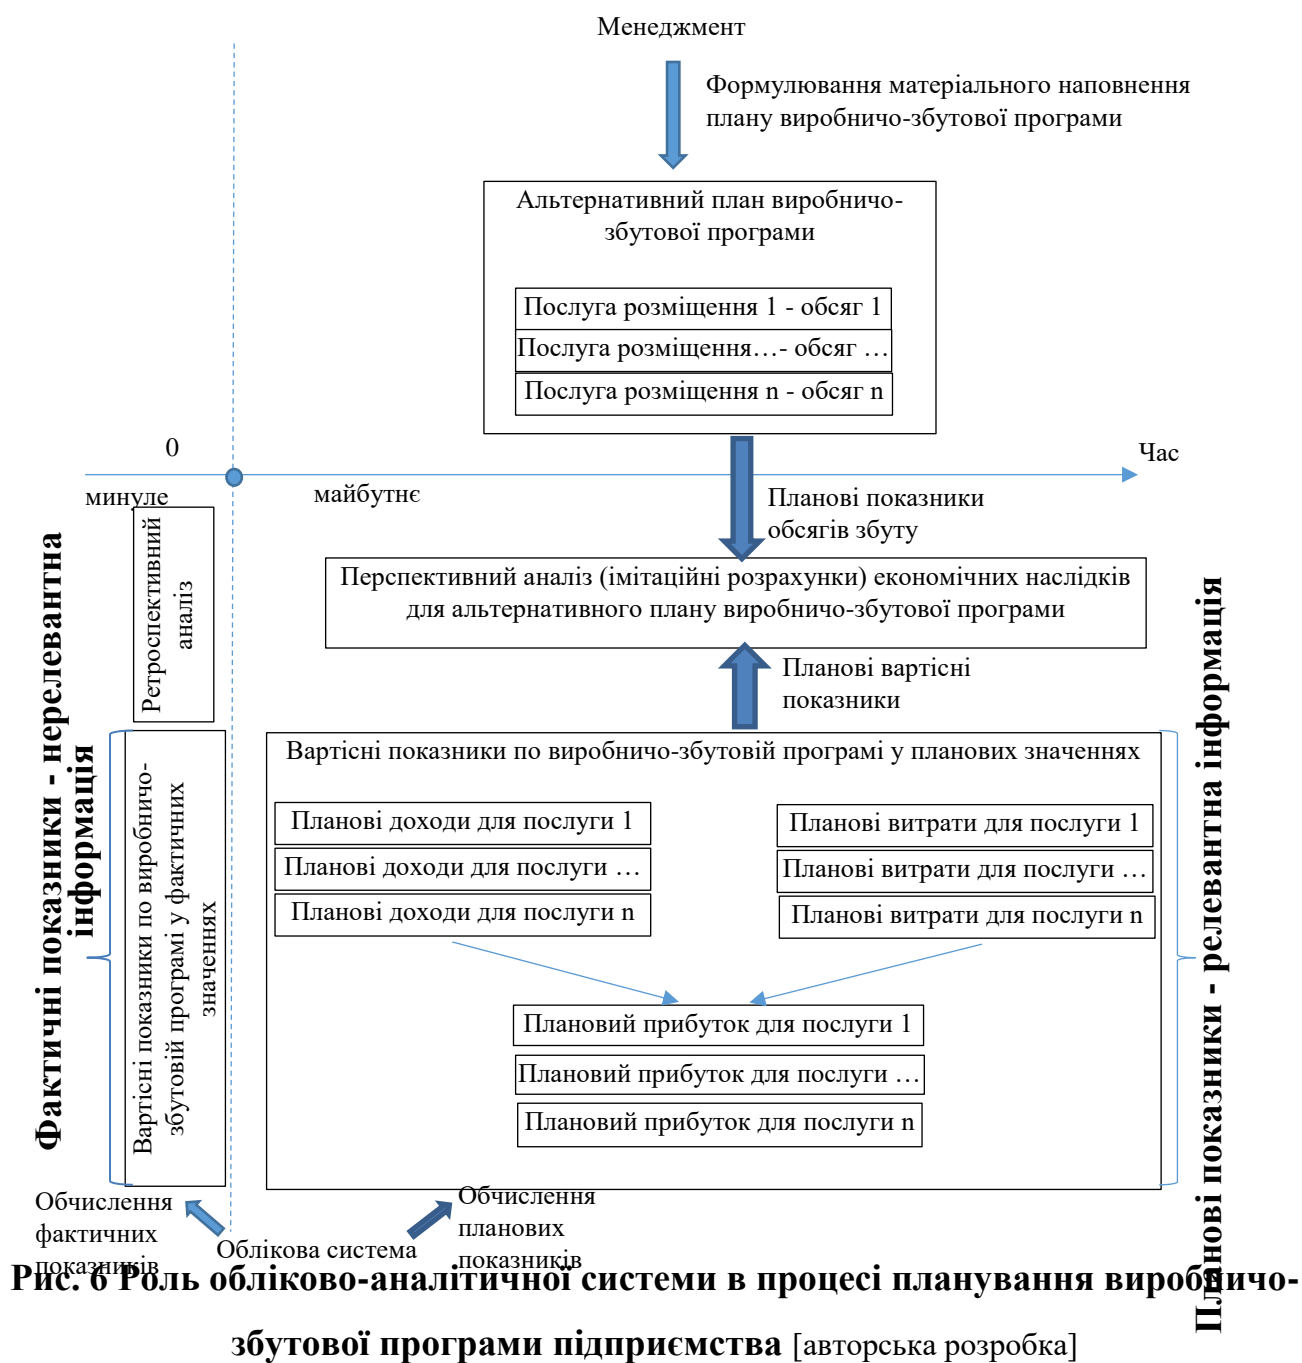 Менеджмент
Формулювання матеріального наповнення
плану виробничо-збутової програми
Альтернативний план виробничо-
збутової програми
Послуга розміщення 1 - обсяг 1
Послуга розміщення…- обсяг …
Послуга розміщення n - обсяг n
0
Час
минуле
майбутнє
Планові показники
обсягів збуту
Ретроспективний
аналіз
Перспективний аналіз (імітаційні розрахунки) економічних наслідків
для альтернативного плану виробничо-збутової програми
Планові вартісні
показники
Фактичні показники - нерелевантна
інформація
Вартісні показники по виробничо-
збутовій програмі у фактичних
значеннях
Вартісні показники по виробничо-збутовій програмі у планових значеннях
Планові доходи для послуги 1
Планові доходи для послуги …
Планові доходи для послуги n
Планові витрати для послуги 1
Планові витрати для послуги …
Планові витрати для послуги n
Плановий прибуток для послуги 1
Плановий прибуток для послуги …
Плановий прибуток для послуги n
Планові показники - релевантна інформація
Обчислення
фактичних
показників
Облікова система
Обчислення
планових
показників
Рис. 6 Роль обліково-аналітичної системи в процесі планування виробничо-
збутової програми підприємства [авторська розробка]